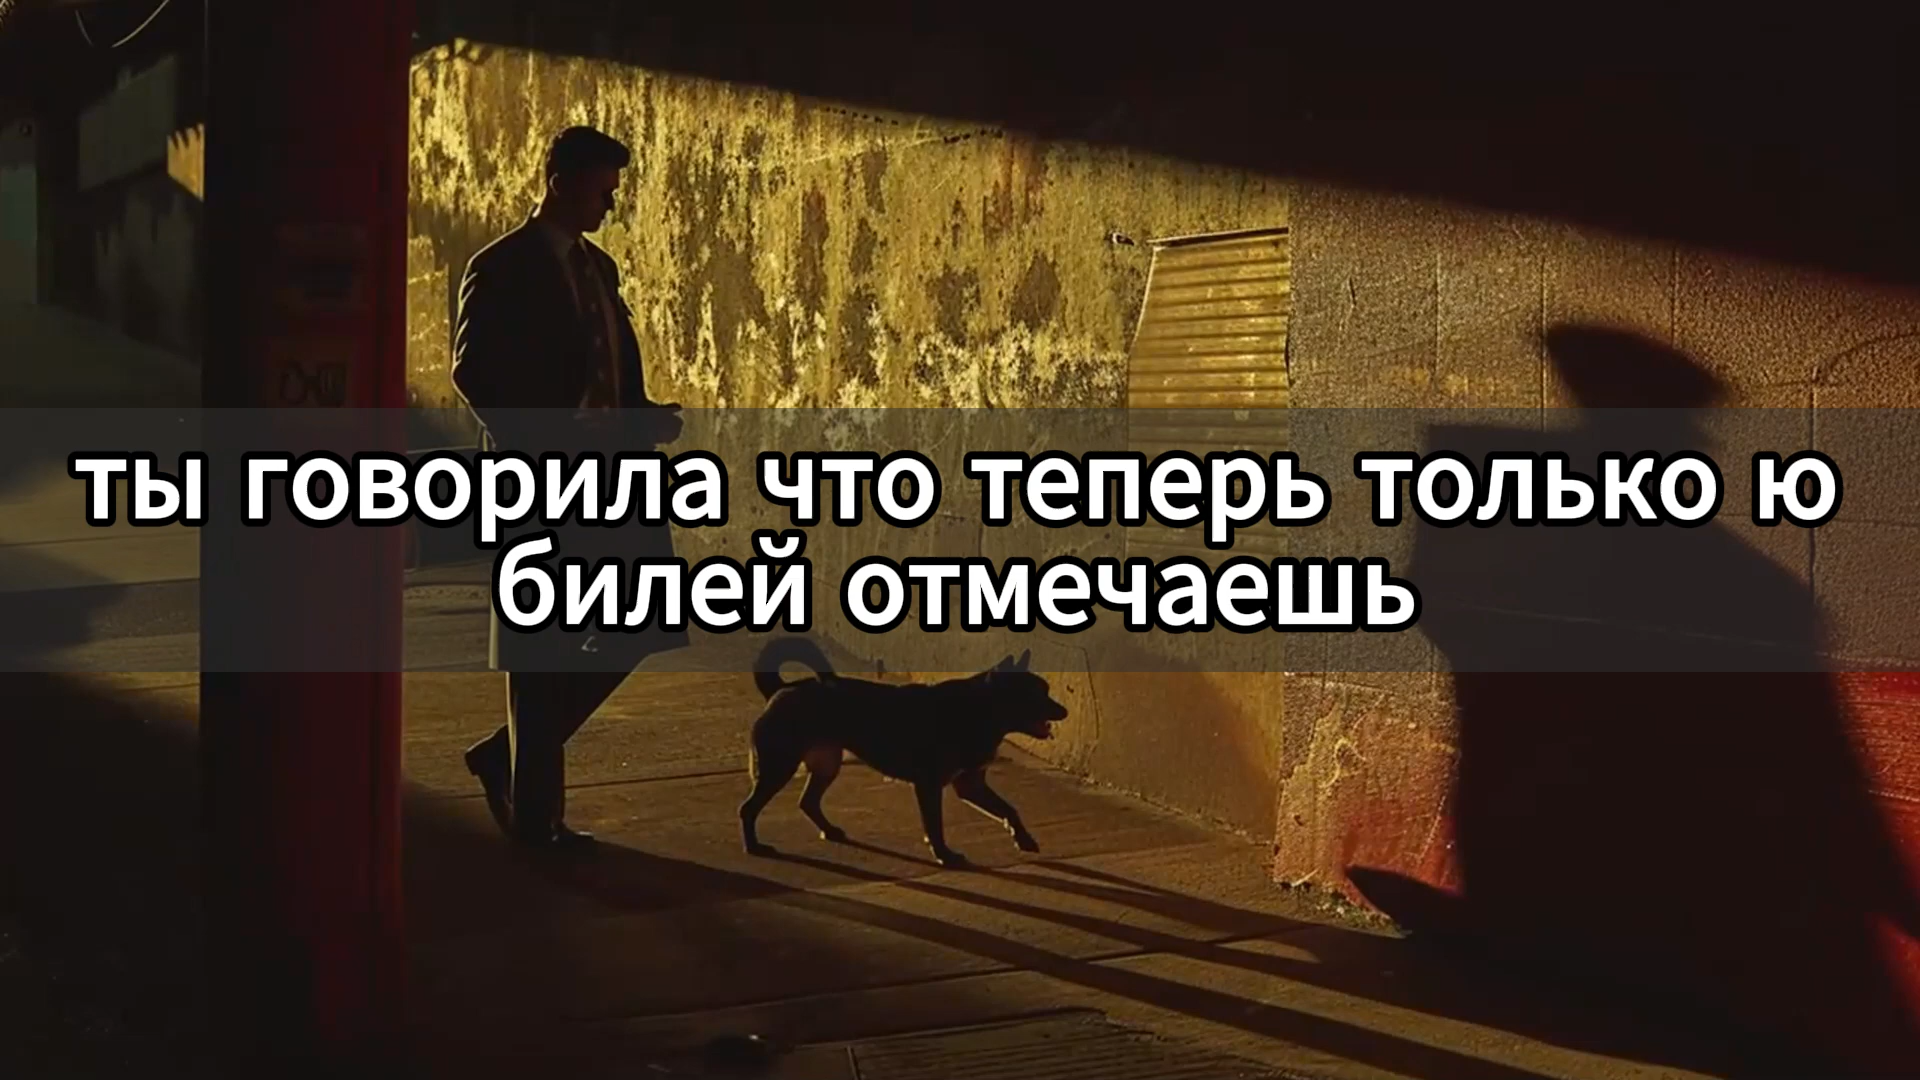 ты говорила что теперь только ю
билей отмечаешь